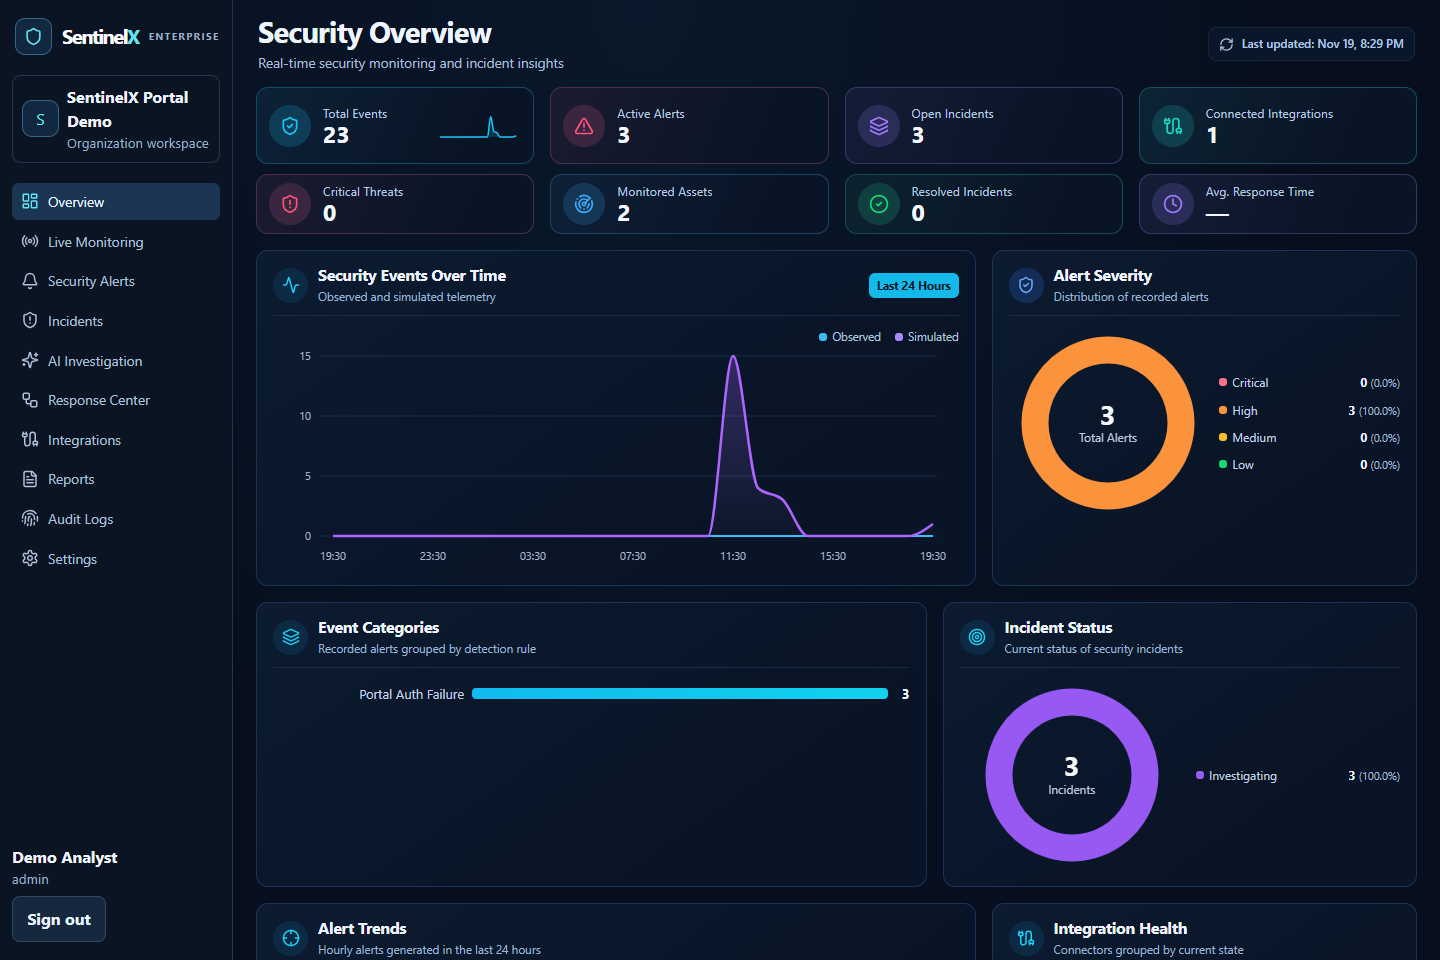 SentinelX ENTERPRISE
S
SentinelX Portal
Demo
Organization workspace
Overview
Live Monitoring
Security Alerts
Incidents
AI Investigation
Response Center
Integrations
Reports
Audit Logs
Settings
Demo Analyst
admin
Sign out
Security Overview
Real-time security monitoring and incident insights
Last updated: Nov 19, 8:29 PM
Total Events
23
Active Alerts
3
Open Incidents
3
Connected Integrations
1
Critical Threats
0
Monitored Assets
2
Resolved Incidents
0
Avg. Response Time
—
Security Events Over Time
Observed and simulated telemetry
Last 24 Hours
Observed Simulated
15
10
5
0
19:30 23:30 03:30 07:30 11:30 15:30 19:30
Alert Severity
Distribution of recorded alerts
3
Total Alerts
Critical 0 (0.0%)
High 3 (100.0%)
Medium 0 (0.0%)
Low 0 (0.0%)
Event Categories
Recorded alerts grouped by detection rule
Portal Auth Failure 3
Incident Status
Current status of security incidents
3
Incidents
Investigating 3 (100.0%)
Alert Trends
Hourly alerts generated in the last 24 hours
Integration Health
Connectors grouped by current state